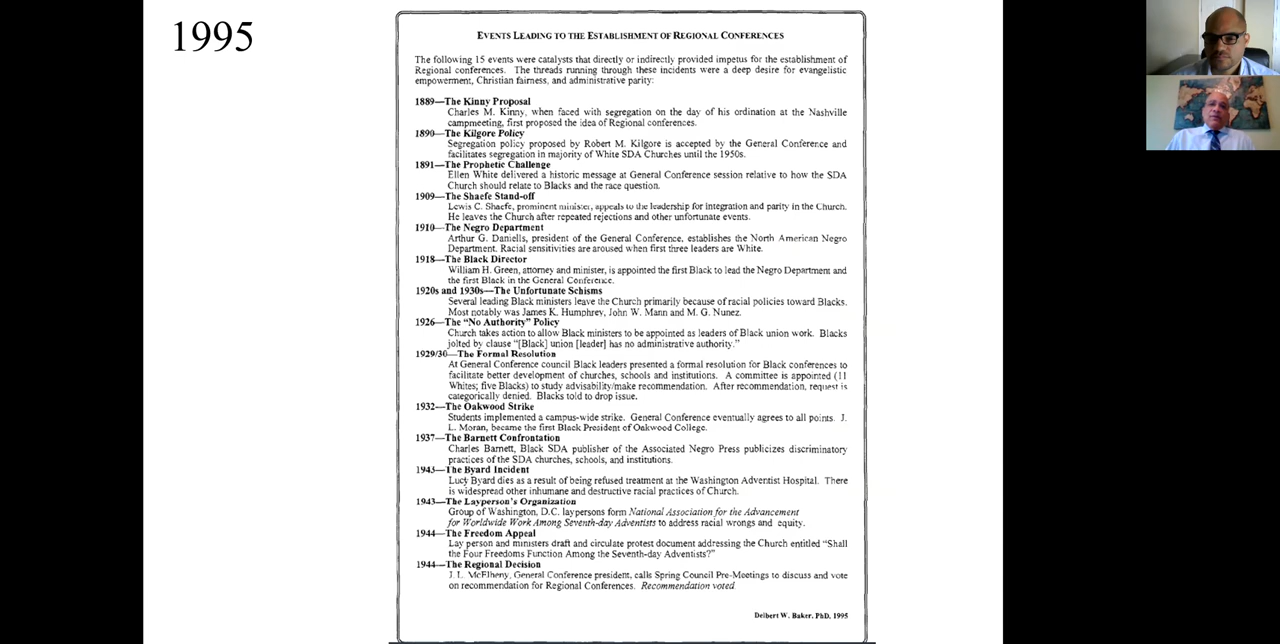 1995
EVENTS LEADING TO THE ESTABLISHMENT OF REGIONAL CONFERENCES
The following 15 events were catalysts that directly or indirectly provided impetus for the establishment of
Regional conferences. The threads running through these incidents were a deep desire for evangelistic
empowerment, Christian fairness, and administrative parity:
1889—The Kinny Proposal
Charles M. Kinny, when faced with segregation on the day of his ordination at the Nashville
campmeeting, first proposed the idea of Regional conferences.
1890—The Kilgore Policy
Segregation policy proposed by Robert M. Kilgore is accepted by the General Conference and
facilitates segregation in majority of White SDA Churches until the 1950s.
1891—The Prophetic Challenge
Ellen White delivered a historic message at General Conference session relative to how the SDA
Church should relate to Blacks and the race question.
1909—The Sheafe Stand-off
Lewis C. Sheafe, prominent minister, appeals to the leadership for integration and parity in the Church.
He leaves the Church after repeated rejections and other unfortunate events.
1910—The Negro Department
Arthur G. Daniells, president of the General Conference, establishes the North American Negro
Department. Racial sensitivities are aroused when first three leaders are White.
1918—The Black Director
William H. Green, attorney and minister, is appointed the first Black to lead the Negro Department and
the first Black in the General Conference.
1920s and 1930s—The Unfortunate Schisms
Several leading Black ministers leave the Church primarily because of racial policies toward Blacks.
Most notably was James K. Humphrey, John W. Mann and M. G. Nunez.
1926—The “No Authority” Policy
Church takes action to allow Black ministers to be appointed as leaders of Black union work. Blacks
jolted by clause “[Black] union [leader] has no administrative authority.”
1929/30—The Formal Resolution
At General Conference council Black leaders presented a formal resolution for Black conferences to
facilitate better development of churches, schools and institutions. A committee is appointed (11
Whites; five Blacks) to study advisability/make recommendation. After recommendation, request is
categorically denied. Blacks told to drop issue.
1932—The Oakwood Strike
Students implemented a campus-wide strike. General Conference eventually agrees to all points. J.
L. Moran, became the first Black President of Oakwood College.
1937—The Barnett Confrontation
Charles Barnett, Black SDA publisher of the Associated Negro Press publicizes discriminatory
practices of the SDA churches, schools, and institutions.
1943—The Byard Incident
Lucy Byard dies as a result of being refused treatment at the Washington Adventist Hospital. There
is widespread other inhumane and destructive racial practices of Church.
1943—The Layperson's Organization
Group of Washington, D.C. laypersons form National Association for the Advancement
for Worldwide Work Among Seventh-day Adventists to address racial wrongs and equity.
1944—The Freedom Appeal
Lay person and ministers draft and circulate protest document addressing the Church entitled “Shall
the Four Freedoms Function Among the Seventh-day Adventists?”
1944—The Regional Decision
J. L. McElheny, General Conference president, calls Spring Council Pre-Meetings to discuss and vote
on recommendation for Regional Conferences. Recommendation voted.
Delbert W. Baker, PhD, 1995